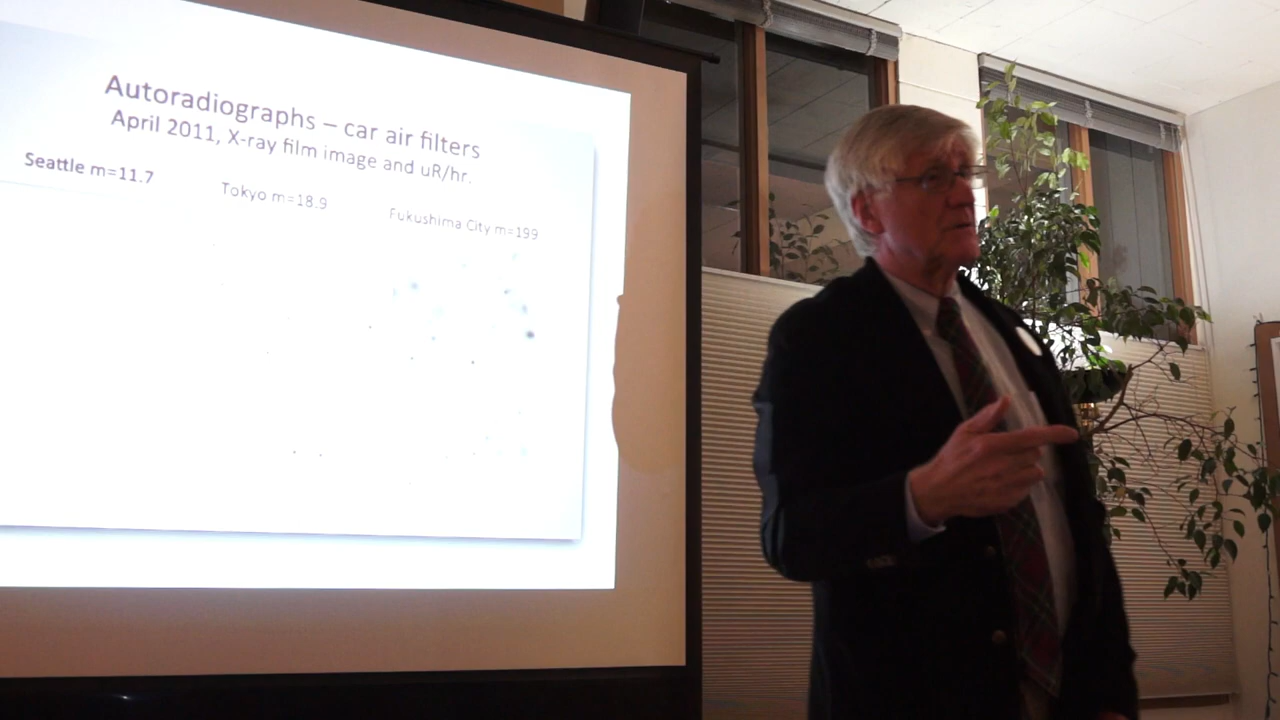 Autoradiographs – car air filters
April 2011, X-ray film image and uR/hr.
Seattle m=11.7
Tokyo m=18.9
Fukushima City m=199